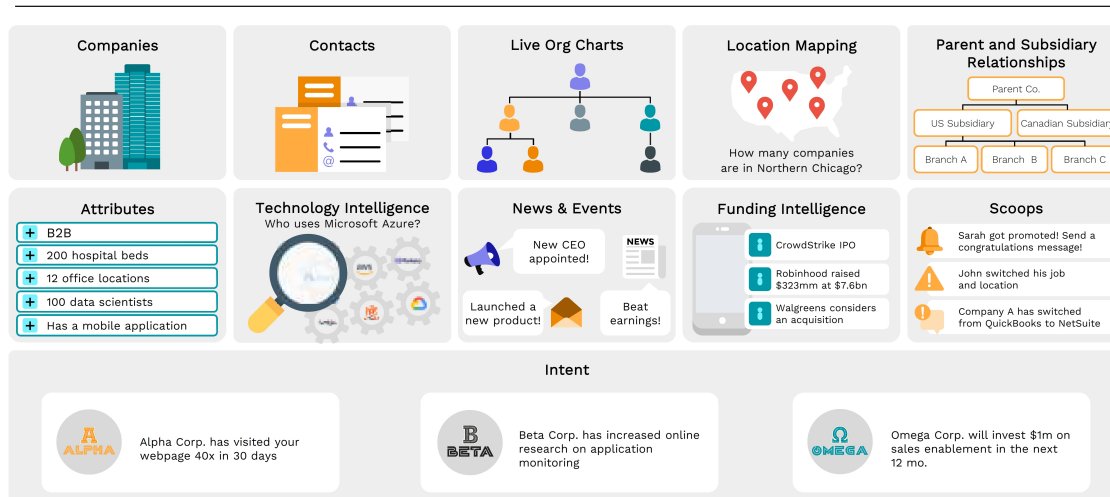 Companies
Contacts
Live Org Charts
Location Mapping
How many companies
are in Northern Chicago?
Parent and Subsidiary
Relationships
Parent Co.
US Subsidiary
Canadian Subsidiary
Branch A
Branch B
Branch C
@
Attributes
+ B2B
+ 200 hospital beds
+ 12 office locations
+ 100 data scientists
+ Has a mobile application
Technology Intelligence
Who uses Microsoft Azure?
News & Events
New CEO
appointed!
NEWS
Launched a
new product!
Beat
earnings!
Funding Intelligence
CrowdStrike IPO
Robinhood raised
$323mm at $7.6bn
Walgreens considers
an acquisition
Scoops
Sarah got promoted! Send a
congratulations message!
John switched his job
and location
Company A has switched
from QuickBooks to NetSuite
Intent
A
ALPHA
Alpha Corp. has visited your
webpage 40x in 30 days
B
BETA
Beta Corp. has increased online
research on application
monitoring
Ω
OMEGA
Omega Corp. will invest $1m on
sales enablement in the next
12 mo.